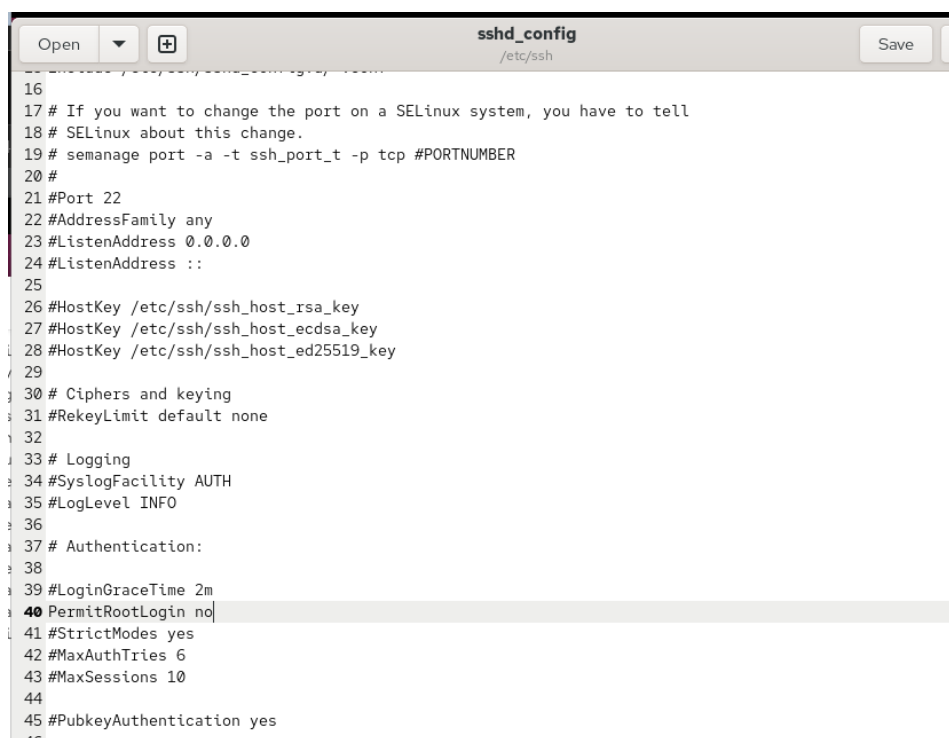 Open
sshd_config
/etc/ssh
Save
16
17 # If you want to change the port on a SELinux system, you have to tell
18 # SELinux about this change.
19 # semanage port -a -t ssh_port_t -p tcp #PORTNUMBER
20 #
21 #Port 22
22 #AddressFamily any
23 #ListenAddress 0.0.0.0
24 #ListenAddress ::
25
26 #HostKey /etc/ssh/ssh_host_rsa_key
27 #HostKey /etc/ssh/ssh_host_ecdsa_key
28 #HostKey /etc/ssh/ssh_host_ed25519_key
29
30 # Ciphers and keying
31 #RekeyLimit default none
32
33 # Logging
34 #SyslogFacility AUTH
35 #LogLevel INFO
36
37 # Authentication:
38
39 #LoginGraceTime 2m
40 PermitRootLogin no
41 #StrictModes yes
42 #MaxAuthTries 6
43 #MaxSessions 10
44
45 #PubkeyAuthentication yes